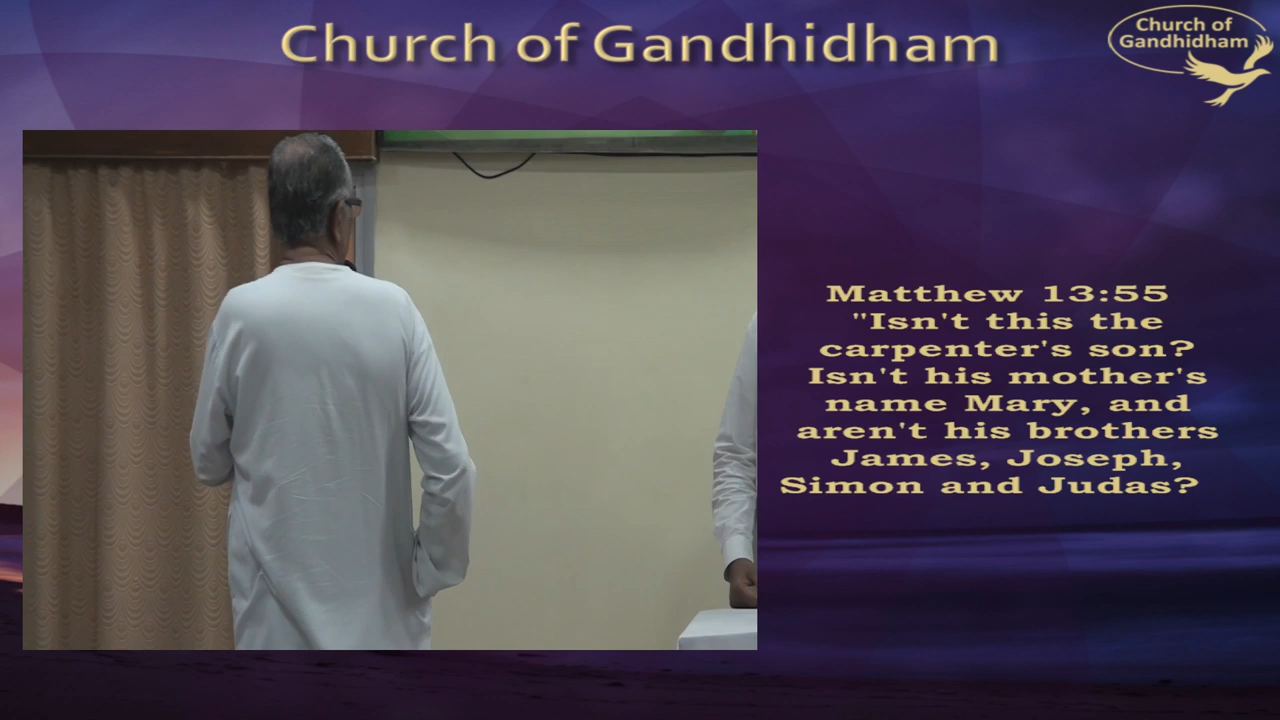 Church of Gandhidham
Church of
Gandhidham
Matthew 13:55
"Isn't this the
carpenter's son?
Isn't his mother's
name Mary, and
aren't his brothers
James, Joseph,
Simon and Judas?